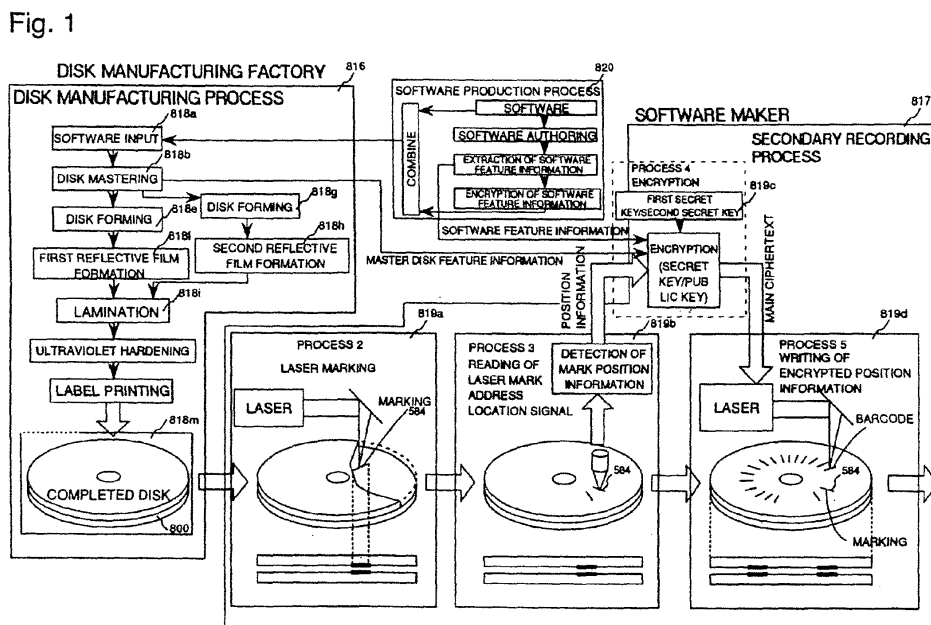 Fig. 1
DISK MANUFACTURING FACTORY
816
DISK MANUFACTURING PROCESS
818a
SOFTWARE INPUT
818b
DISK MASTERING
818g
DISK FORMING
818e
DISK FORMING
818f
818h
FIRST REFLECTIVE FILM
FORMATION
SECOND REFLECTIVE
FILM FORMATION
818i
LAMINATION
ULTRAVIOLET HARDENING
LABEL PRINTING
818m
COMPLETED DISK
800
820
SOFTWARE PRODUCTION PROCESS
SOFTWARE
COMBINE
SOFTWARE AUTHORING
EXTRACTION OF SOFTWARE
FEATURE INFORMATION
ENCRYPTION OF SOFTWARE
FEATURE INFORMATION
SOFTWARE FEATURE INFORMATION
MASTER DISK FEATURE INFORMATION
SOFTWARE MAKER
817
SECONDARY RECORDING
PROCESS
PROCESS 4
ENCRYPTION
819c
FIRST SECRET
KEY/SECOND SECRET KEY
ENCRYPTION
(SECRET
KEY/PUB
LIC KEY)
POSITION
INFORMATION
MAIN CIPHERTEXT
819a
PROCESS 2
LASER MARKING
LASER
MARKING
584
819b
PROCESS 3
READING OF
LASER MARK
ADDRESS
LOCATION SIGNAL
DETECTION OF
MARK POSITION
INFORMATION
584
819d
PROCESS 5
WRITING OF
ENCRYPTED POSITION
INFORMATION
LASER
BARCODE
584
MARKING